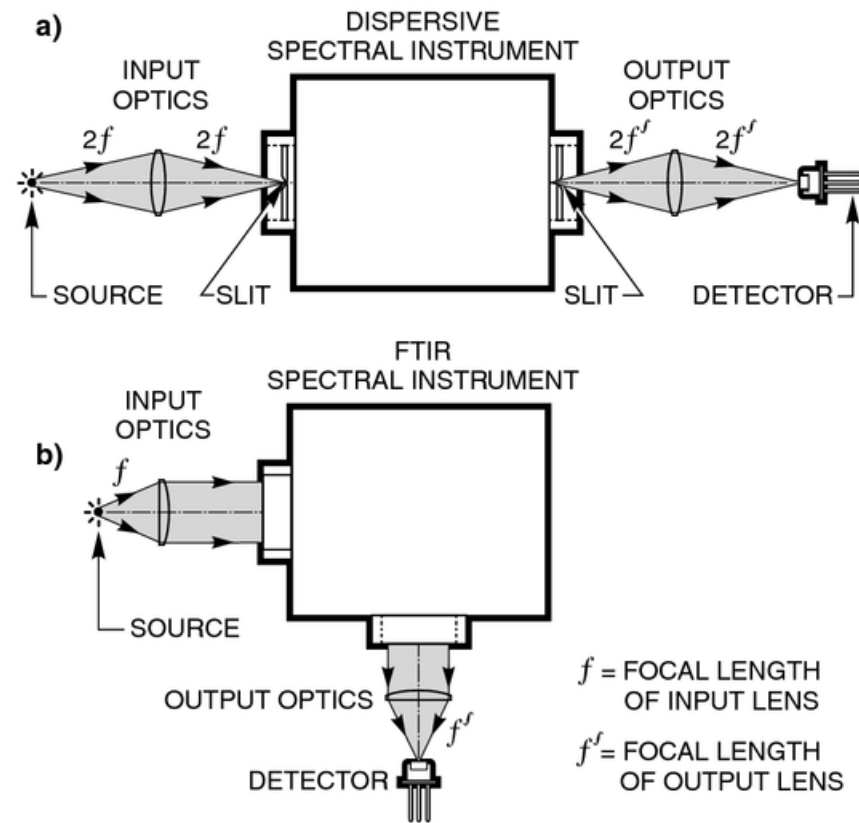 a)
DISPERSIVE
SPECTRAL INSTRUMENT
INPUT
OPTICS
OUTPUT
OPTICS
2f
2f
2f′
2f′
SOURCE
SLIT
SLIT
DETECTOR
FTIR
SPECTRAL INSTRUMENT
INPUT
OPTICS
b)
f
SOURCE
OUTPUT OPTICS
f′
DETECTOR
f = FOCAL LENGTH
OF INPUT LENS
f′ = FOCAL LENGTH
OF OUTPUT LENS